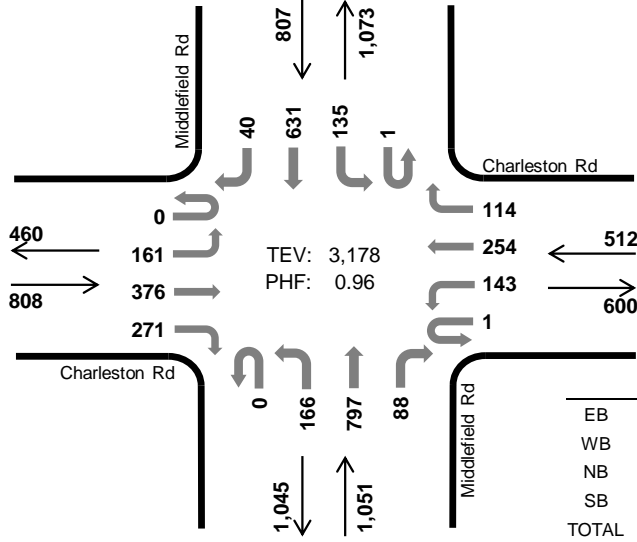 807
1,073
Middlefield Rd
40
631
135
1
Charleston Rd
0
114
460
161
TEV: 3,178
254
512
808
376
PHF: 0.96
143
600
271
1
Charleston Rd
0
166
797
88
Middlefield Rd
1,045
1,051
EB
WB
NB
SB
TOTAL